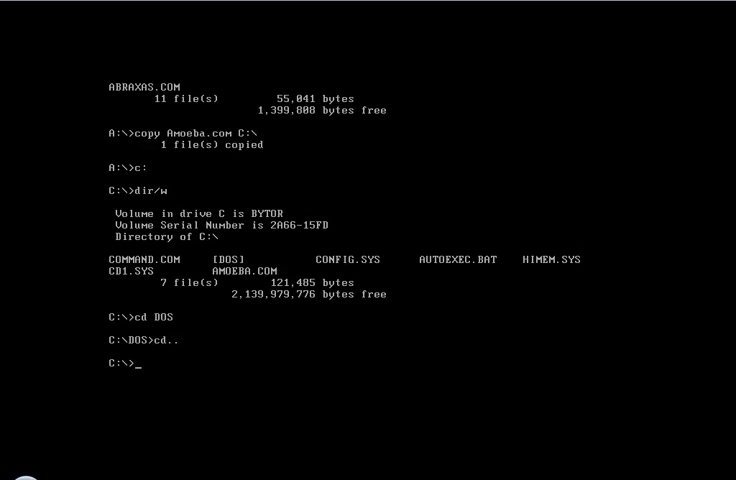 ABRAXAS.COM
11 file(s) 55,041 bytes
1,399,808 bytes free
A:\>copy Amoeba.com C:\
1 file(s) copied
A:\>c:
C:\>dir/w
Volume in drive C is BYTOR
Volume Serial Number is 2A66-15FD
Directory of C:\
COMMAND.COM [DOS] CONFIG.SYS AUTOEXEC.BAT HIMEM.SYS
CD1.SYS AMOEBA.COM
7 file(s) 121,485 bytes
2,139,979,776 bytes free
C:\>cd DOS
C:\DOS>cd..
C:\>_